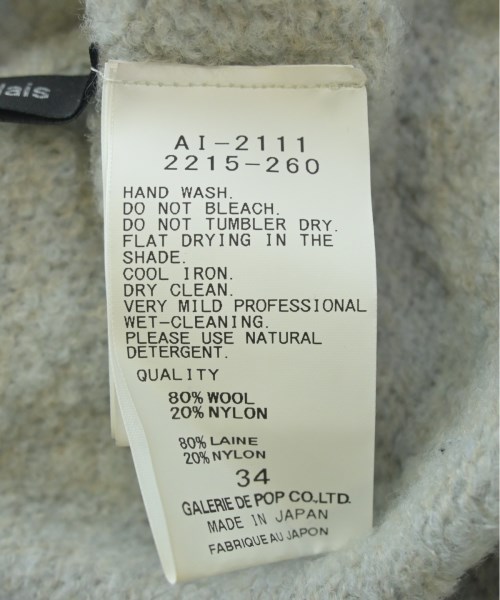 AI-2111
2215-260
HAND WASH.
DO NOT BLEACH.
DO NOT TUMBLER DRY.
FLAT DRYING IN THE
SHADE.
COOL IRON.
DRY CLEAN.
VERY MILD PROFESSIONAL
WET-CLEANING.
PLEASE USE NATURAL
DETERGENT.
QUALITY
80% WOOL
20% NYLON
80% LAINE
20% NYLON
34
GALERIE DE POP CO.LTD.
MADE IN JAPAN
FABRIQUE AU JAPON